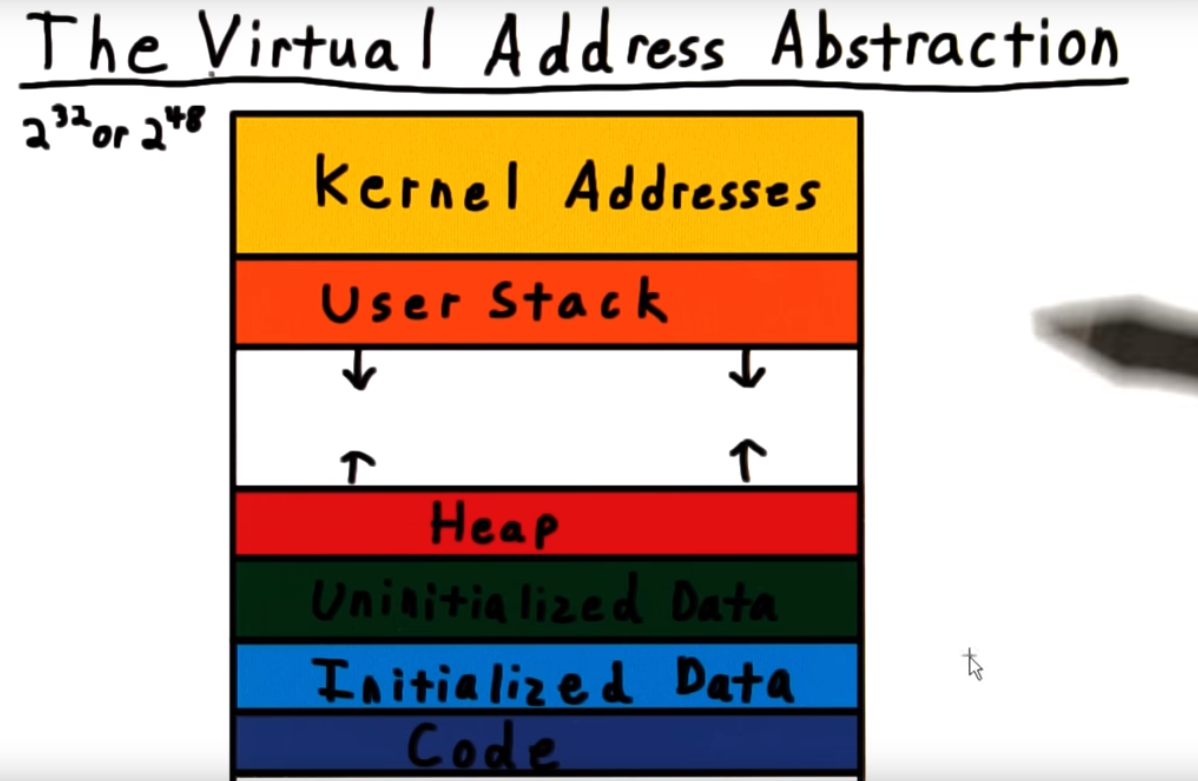 The Virtual Address Abstraction
2^32 or 2^48
Kernel Addresses
User Stack
Heap
Uninitialized Data
Initialized Data
Code